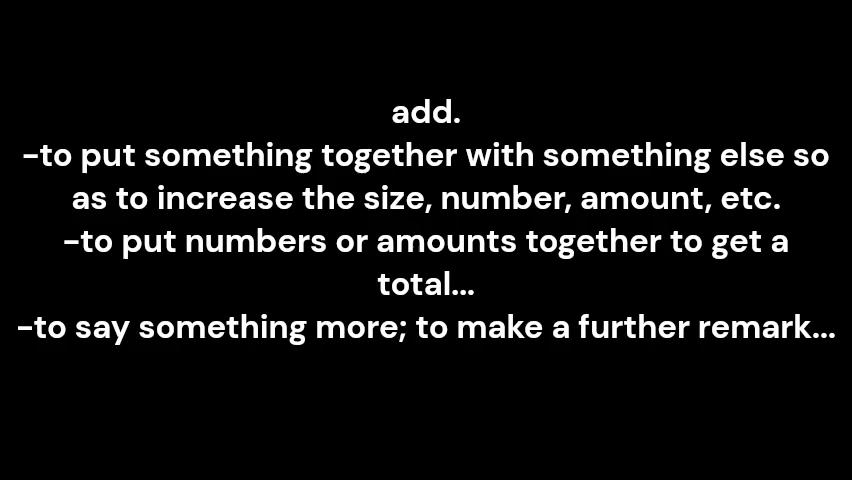 add.
-to put something together with something else so
as to increase the size, number, amount, etc.
-to put numbers or amounts together to get a
total...
-to say something more; to make a further remark...